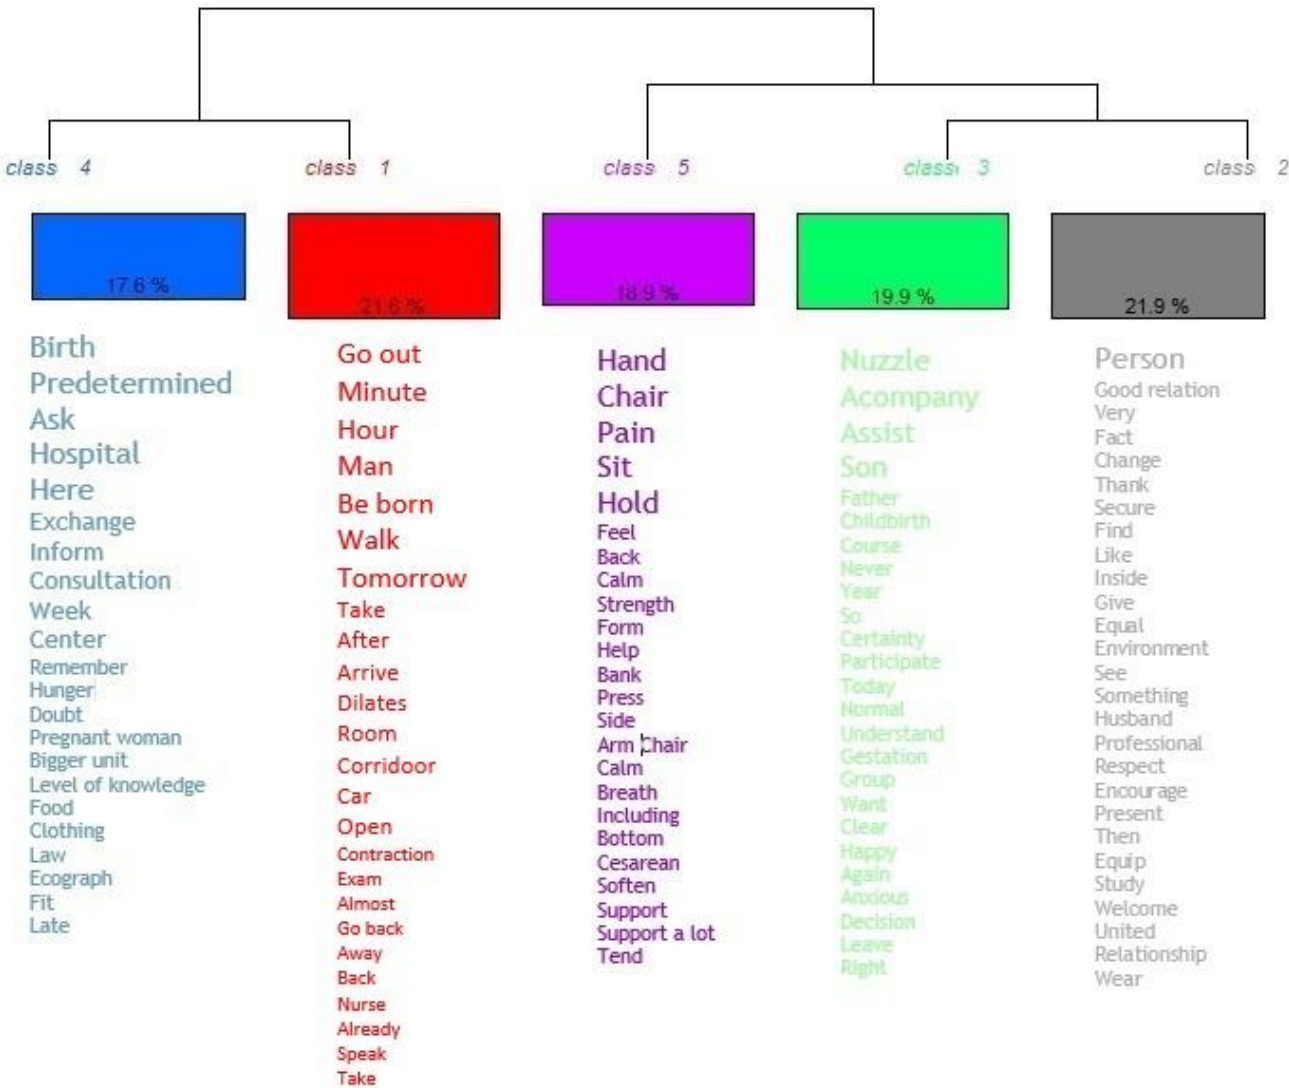 class 4
class 1
class 5
class 3
class 2
17.6 %
21.6 %
18.9 %
19.9 %
21.9 %
Birth
Predetermined
Ask
Hospital
Here
Exchange
Inform
Consultation
Week
Center
Remember
Hunger
Doubt
Pregnant woman
Bigger unit
Level of knowledge
Food
Clothing
Law
Ecograph
Fit
Late
Go out
Minute
Hour
Man
Be born
Walk
Tomorrow
Take
After
Arrive
Dilates
Room
Corridoor
Car
Open
Contraction
Exam
Almost
Go back
Away
Back
Nurse
Already
Speak
Take
Hand
Chair
Pain
Sit
Hold
Feel
Back
Calm
Strength
Form
Help
Bank
Press
Side
Arm Chair
Calm
Breath
Including
Bottom
Cesarean
Soften
Support
Support a lot
Tend
Nuzzle
Acompany
Assist
Son
Father
Childbirth
Course
Never
Year
So
Certainty
Participate
Today
Normal
Understand
Gestation
Group
Want
Clear
Happy
Again
Anxious
Decision
Leave
Right
Person
Good relation
Very
Fact
Change
Thank
Secure
Find
Like
Inside
Give
Equal
Environment
See
Something
Husband
Professional
Respect
Encourage
Present
Then
Equip
Study
Welcome
United
Relationship
Wear